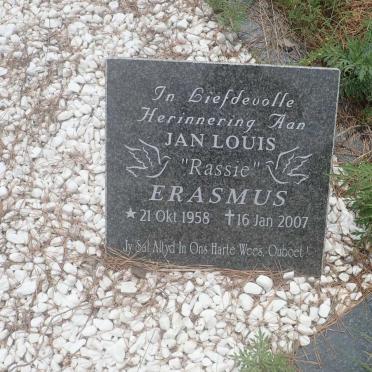 In Liefdevolle
Herinnering Aan
JAN LOUIS
"Rassie"
ERASMUS
★ 21 Okt 1958 ✝ 16 Jan 2007
Jy Sal Altyd In Ons Harte Wees, Ouboet !